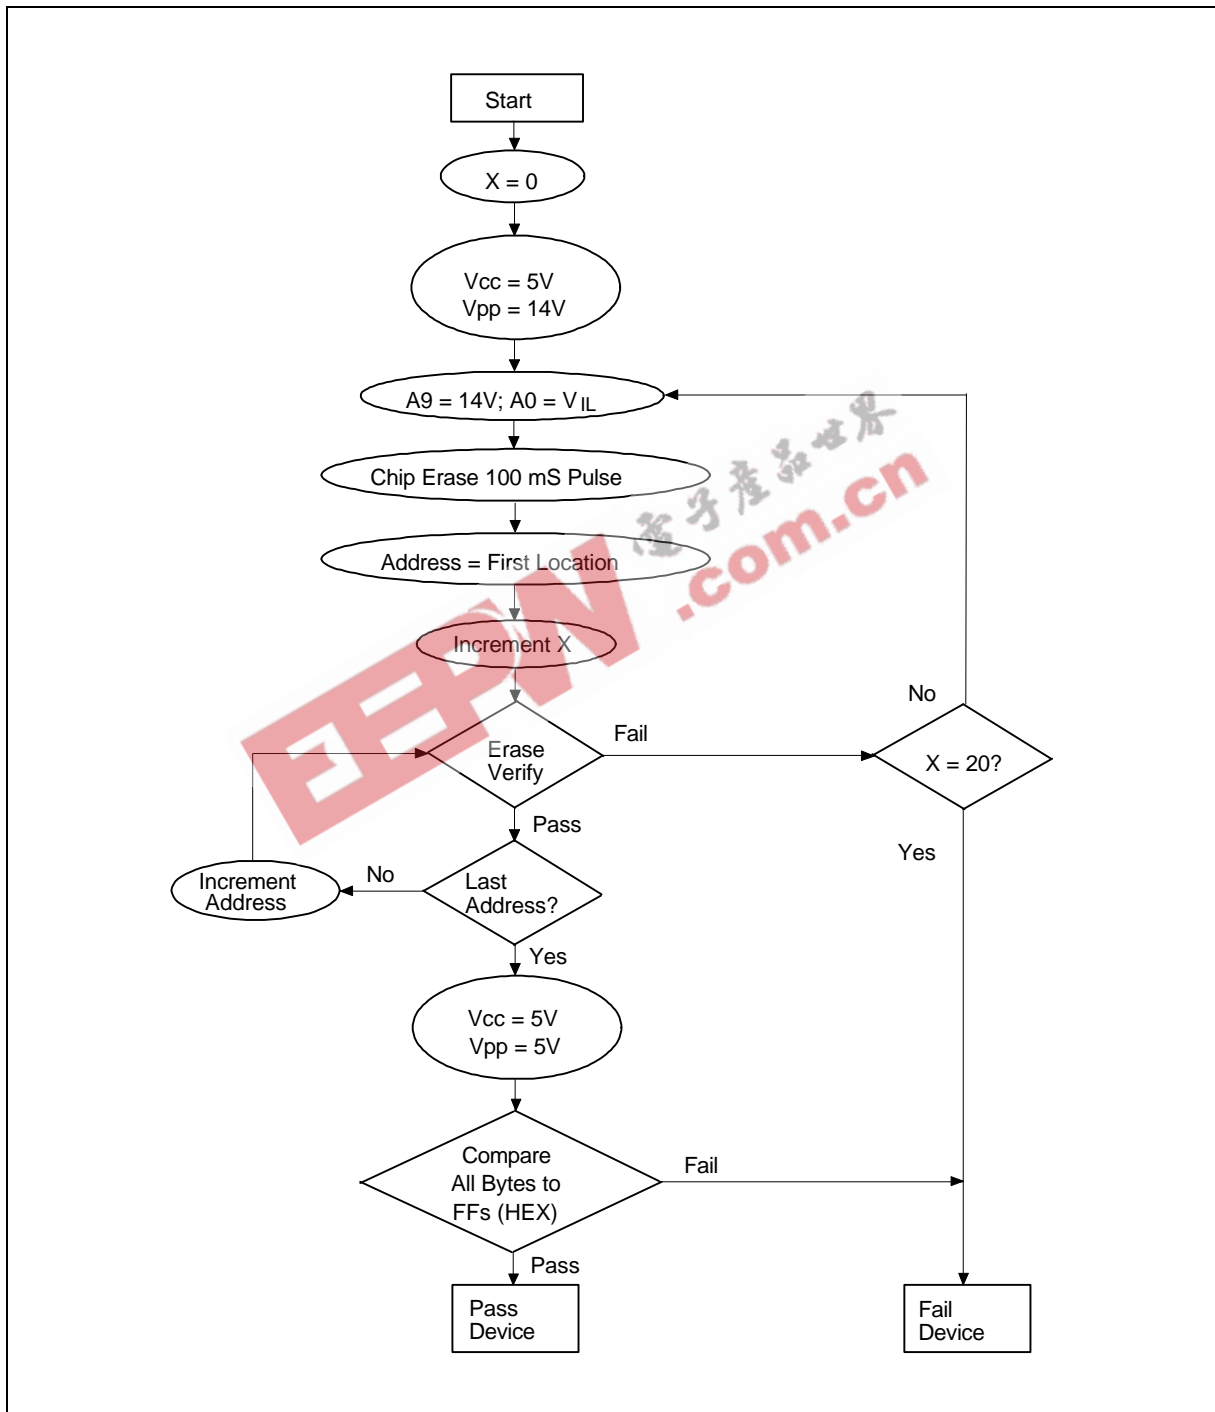 Start
X = 0
Vcc = 5V
Vpp = 14V
A9 = 14V; A0 = VIL
Chip Erase 100 mS Pulse
電子產品世界
.com.cn
EEPW
Address = First Location
Increment X
Erase
Verify
Fail
No
X = 20?
Yes
Pass
Last
Address?
No
Increment
Address
Yes
Vcc = 5V
Vpp = 5V
Compare
All Bytes to
FFs (HEX)
Fail
Pass
Pass
Device
Fail
Device